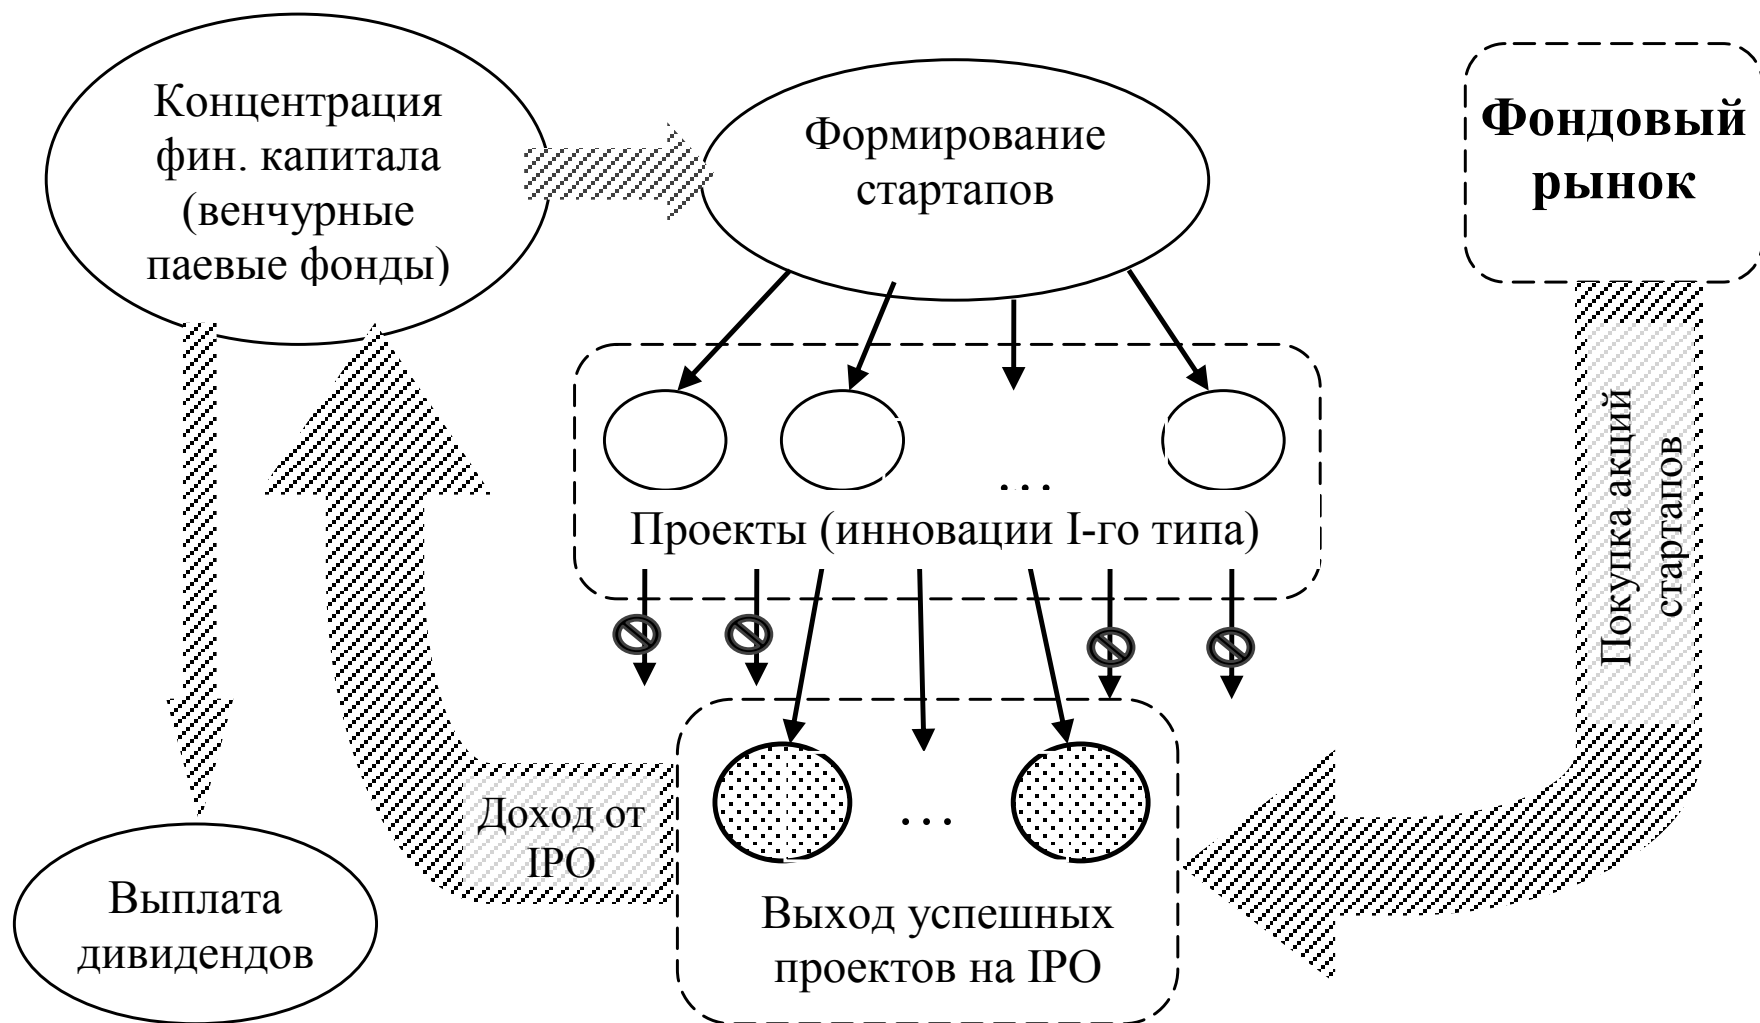 Концентрация
фин. капитала
(венчурные
паевые фонды)
Формирование
стартапов
Фондовый
рынок
...
Проекты (инновации I-го типа)
Покупка акций
стартапов
Доход от
IPO
...
Выход успешных
проектов на IPO
Выплата
дивидендов